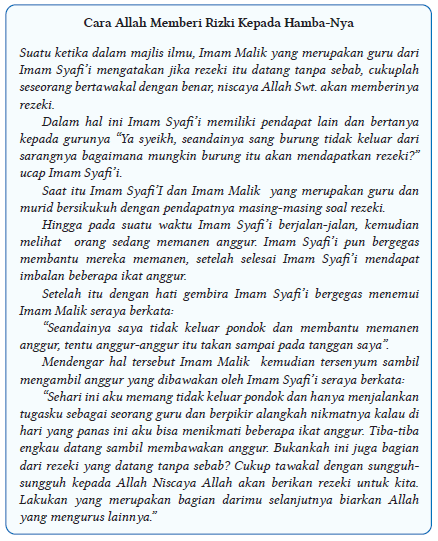 Cara Allah Memberi Rizki Kepada Hamba-Nya
Suatu ketika dalam majlis ilmu, Imam Malik yang merupakan guru dari
Imam Syafi’i mengatakan jika rezeki itu datang tanpa sebab, cukuplah
seseorang bertawakal dengan benar, niscaya Allah Swt. akan memberinya
rezeki.
Dalam hal ini Imam Syafi’i memiliki pendapat lain dan bertanya
kepada gurunya “Ya syeikh, seandainya sang burung tidak keluar dari
sarangnya bagaimana mungkin burung itu akan mendapatkan rezeki?”
ucap Imam Syafi’i.
Saat itu Imam Syafi’I dan Imam Malik yang merupakan guru dan
murid bersikukuh dengan pendapatnya masing-masing soal rezeki.
Hingga pada suatu waktu Imam Syafi’i berjalan-jalan, kemudian
melihat orang sedang memanen anggur. Imam Syafi’i pun bergegas
membantu mereka memanen, setelah selesai Imam Syafi’i mendapat
imbalan beberapa ikat anggur.
Setelah itu dengan hati gembira Imam Syafi’i bergegas menemui
Imam Malik seraya berkata:
“Seandainya saya tidak keluar pondok dan membantu memanen
anggur, tentu anggur-anggur itu takan sampai pada tanggan saya”.
Mendengar hal tersebut Imam Malik kemudian tersenyum sambil
mengambil anggur yang dibawakan oleh Imam Syafi’i seraya berkata:
“Sehari ini aku memang tidak keluar pondok dan hanya menjalankan
tugasku sebagai seorang guru dan berpikir alangkah nikmatnya kalau di
hari yang panas ini aku bisa menikmati beberapa ikat anggur. Tiba-tiba
engkau datang sambil membawakan anggur. Bukankah ini juga bagian
dari rezeki yang datang tanpa sebab? Cukup tawakal dengan sungguh-
sungguh kepada Allah Niscaya Allah akan berikan rezeki untuk kita.
Lakukan yang merupakan bagian darimu selanjutnya biarkan Allah
yang mengurus lainnya.”